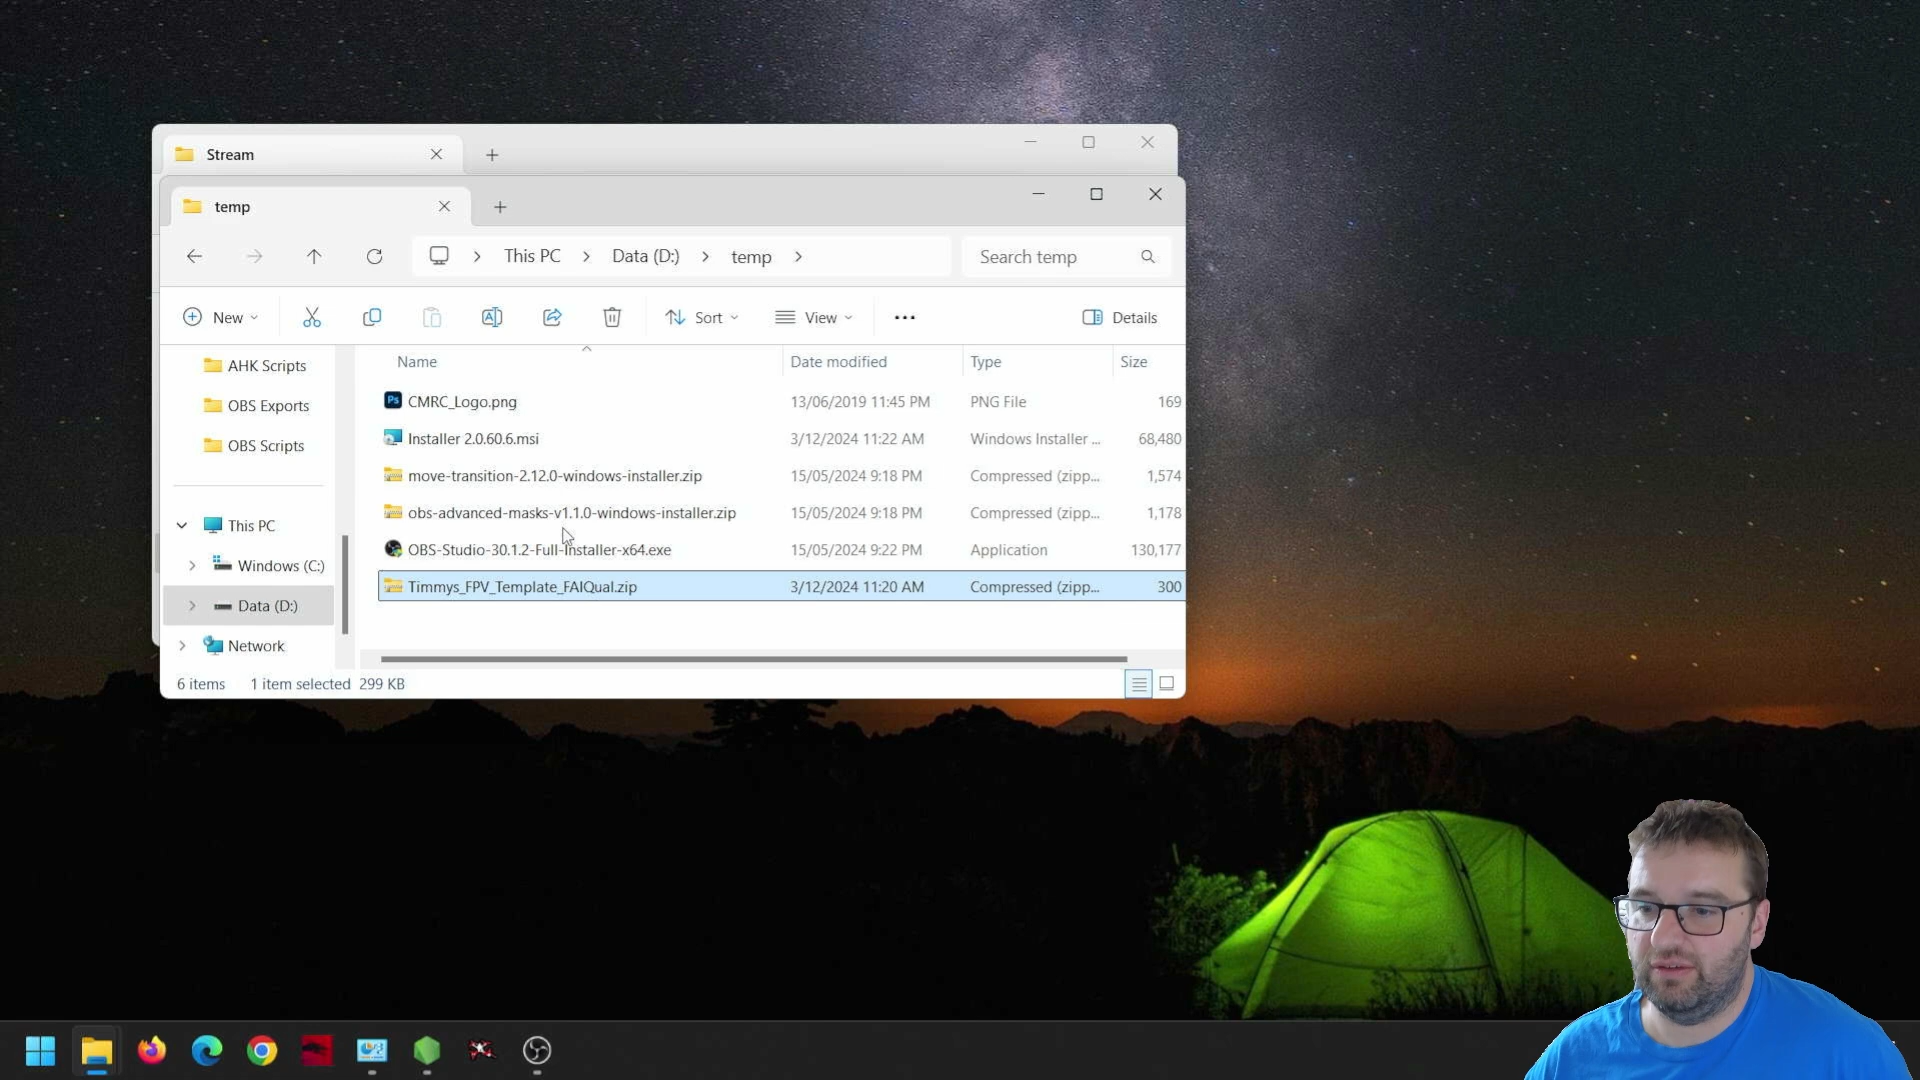 Stream
temp
This PC
Data (D:)
temp
Search temp
New
Sort
View
Details
Name
Date modified
Type
Size
AHK Scripts
OBS Exports
OBS Scripts
This PC
Windows (C:)
Data (D:)
Network
CMRC_Logo.png 13/06/2019 11:45 PM PNG File 169
Installer 2.0.60.6.msi 3/12/2024 11:22 AM Windows Installer ... 68,480
move-transition-2.12.0-windows-installer.zip 15/05/2024 9:18 PM Compressed (zipp... 1,574
obs-advanced-masks-v1.1.0-windows-installer.zip 15/05/2024 9:18 PM Compressed (zipp... 1,178
OBS-Studio-30.1.2-Full-Installer-x64.exe 15/05/2024 9:22 PM Application 130,177
Timmys_FPV_Template_FAIQual.zip 3/12/2024 11:20 AM Compressed (zipp... 300
6 items 1 item selected 299 KB
Ps